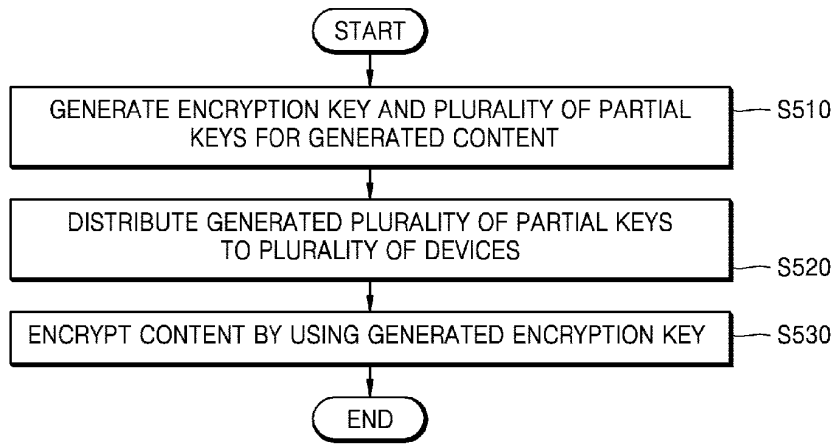 START
GENERATE ENCRYPTION KEY AND PLURALITY OF PARTIAL
KEYS FOR GENERATED CONTENT
S510
DISTRIBUTE GENERATED PLURALITY OF PARTIAL KEYS
TO PLURALITY OF DEVICES
S520
ENCRYPT CONTENT BY USING GENERATED ENCRYPTION KEY
S530
END